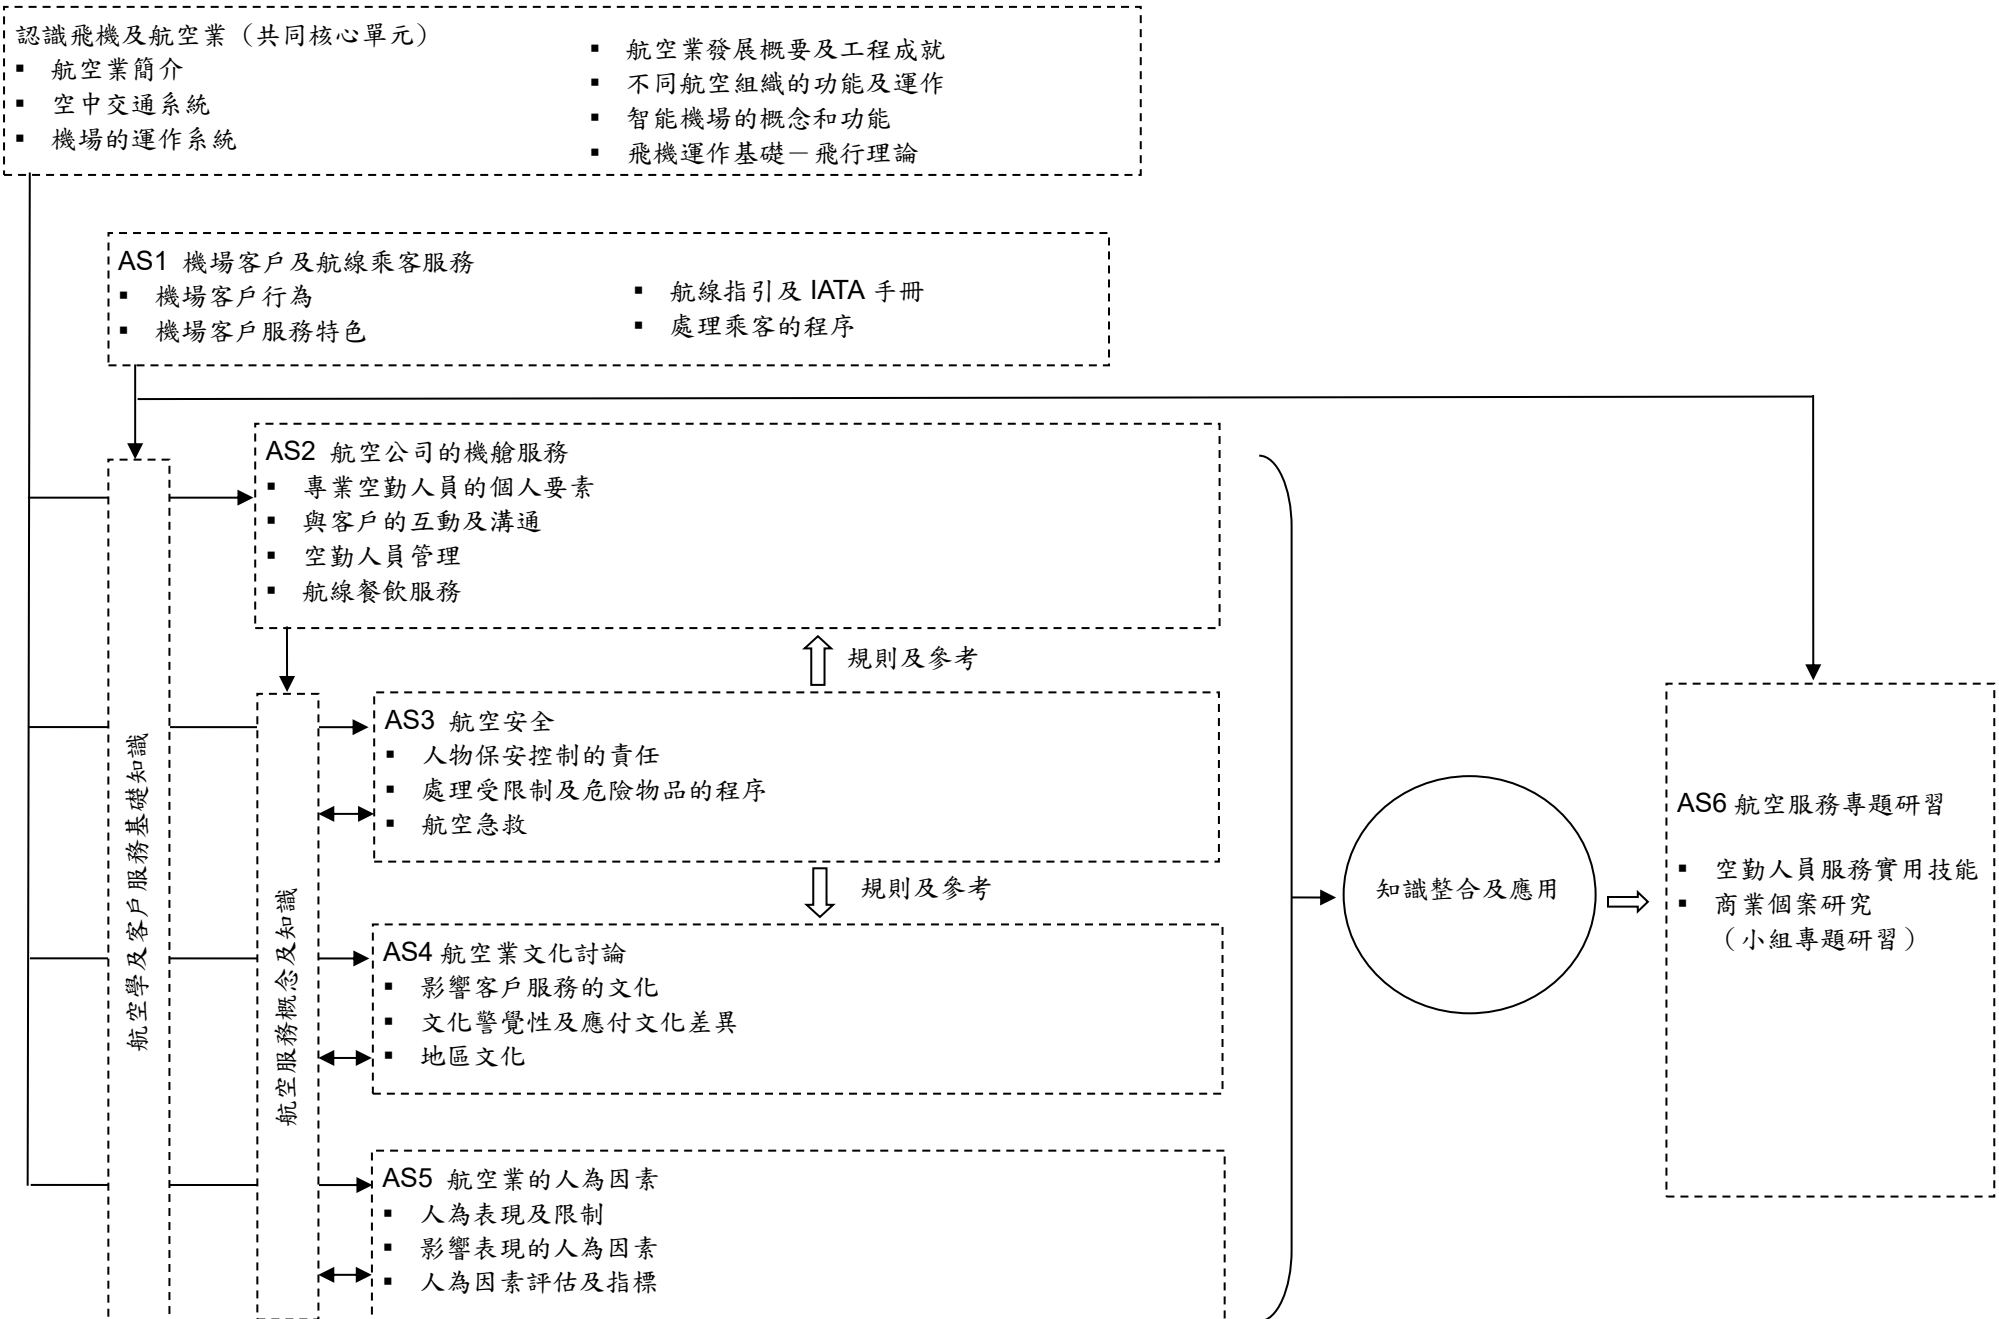 認識飛機及航空業（共同核心單元）
▪ 航空業簡介
▪ 空中交通系統
▪ 機場的運作系統
▪ 航空業發展概要及工程成就
▪ 不同航空組織的功能及運作
▪ 智能機場的概念和功能
▪ 飛機運作基礎－飛行理論
AS1 機場客戶及航線乘客服務
▪ 機場客戶行為
▪ 機場客戶服務特色
▪ 航線指引及 IATA 手冊
▪ 處理乘客的程序
航空學及客戶服務基礎知識
AS2 航空公司的機艙服務
▪ 專業空勤人員的個人要素
▪ 與客戶的互動及溝通
▪ 空勤人員管理
▪ 航線餐飲服務
規則及參考
航空服務概念及知識
AS3 航空安全
▪ 人物保安控制的責任
▪ 處理受限制及危險物品的程序
▪ 航空急救
規則及參考
AS4 航空業文化討論
▪ 影響客戶服務的文化
▪ 文化警覺性及應付文化差異
▪ 地區文化
AS5 航空業的人為因素
▪ 人為表現及限制
▪ 影響表現的人為因素
▪ 人為因素評估及指標
知識整合及應用
AS6 航空服務專題研習
▪ 空勤人員服務實用技能
▪ 商業個案研究
（小組專題研習）